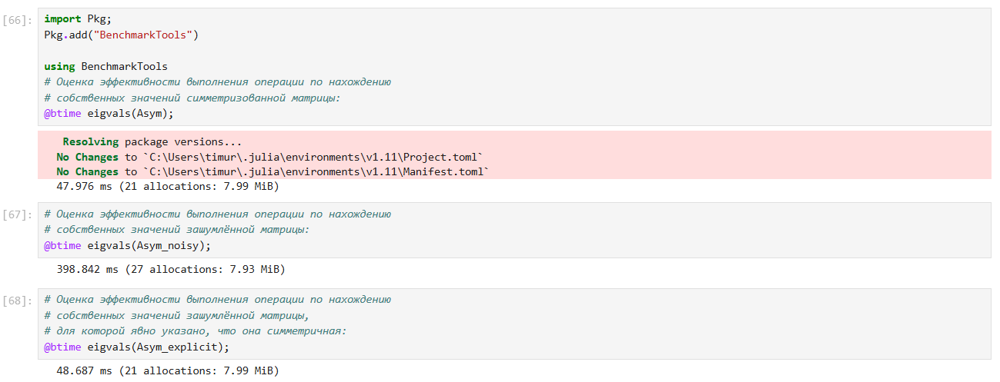 [66]:
import Pkg;
Pkg.add("BenchmarkTools")
using BenchmarkTools
# Оценка эффективности выполнения операции по нахождению
# собственных значений симметризованной матрицы:
@btime eigvals(Asym);
Resolving package versions...
No Changes to `C:\Users\timur\.julia\environments\v1.11\Project.toml`
No Changes to `C:\Users\timur\.julia\environments\v1.11\Manifest.toml`
47.976 ms (21 allocations: 7.99 MiB)
[67]:
# Оценка эффективности выполнения операции по нахождению
# собственных значений зашумлённой матрицы:
@btime eigvals(Asym_noisy);
398.842 ms (27 allocations: 7.93 MiB)
[68]:
# Оценка эффективности выполнения операции по нахождению
# собственных значений зашумлённой матрицы,
# для которой явно указано, что она симметричная:
@btime eigvals(Asym_explicit);
48.687 ms (21 allocations: 7.99 MiB)